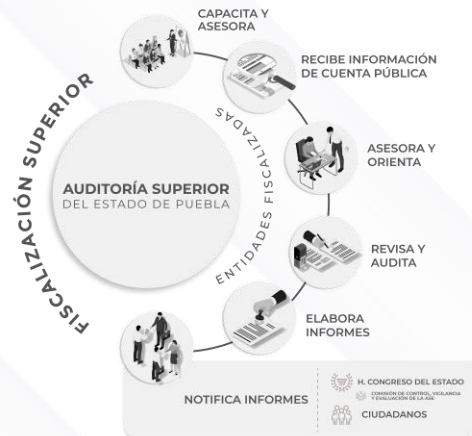 CAPACITA Y
ASESORA
RECIBE INFORMACIÓN
DE CUENTA PÚBLICA
FISCALIZACIÓN SUPERIOR
ENTIDADES FISCALIZADAS
ASESORA Y
ORIENTA
AUDITORÍA SUPERIOR
DEL ESTADO DE PUEBLA
REVISA Y
AUDITA
ELABORA
INFORMES
NOTIFICA INFORMES
H. CONGRESO DEL ESTADO
COMISIÓN DE CONTROL, VIGILANCIA
Y EVALUACIÓN DE LA ASE
CIUDADANOS